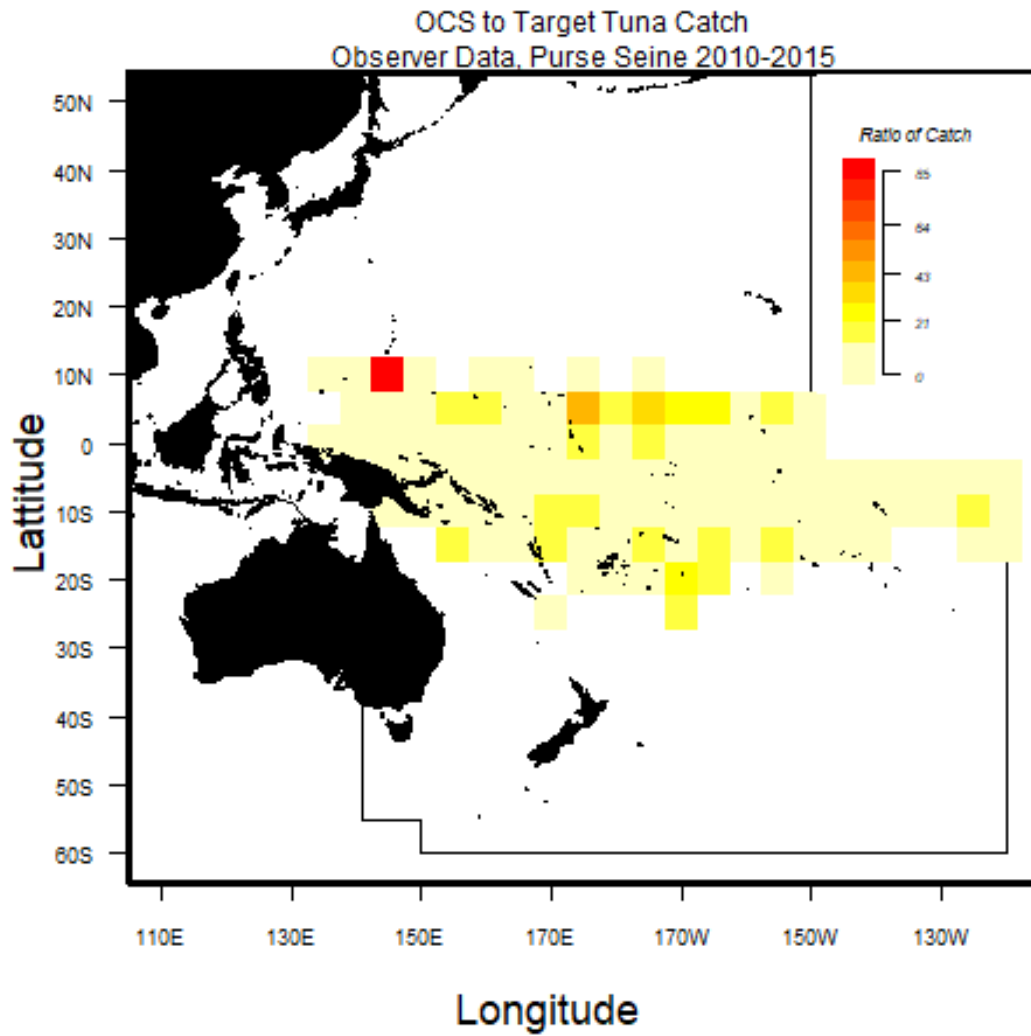 OCS to Target Tuna Catch
Observer Data, Purse Seine 2010-2015
Ratio of Catch
85
64
43
21
0
50N
40N
30N
20N
10N
0
10S
20S
30S
40S
50S
60S
Lattitude
110E 130E 150E 170E 170W 150W 130W
Longitude